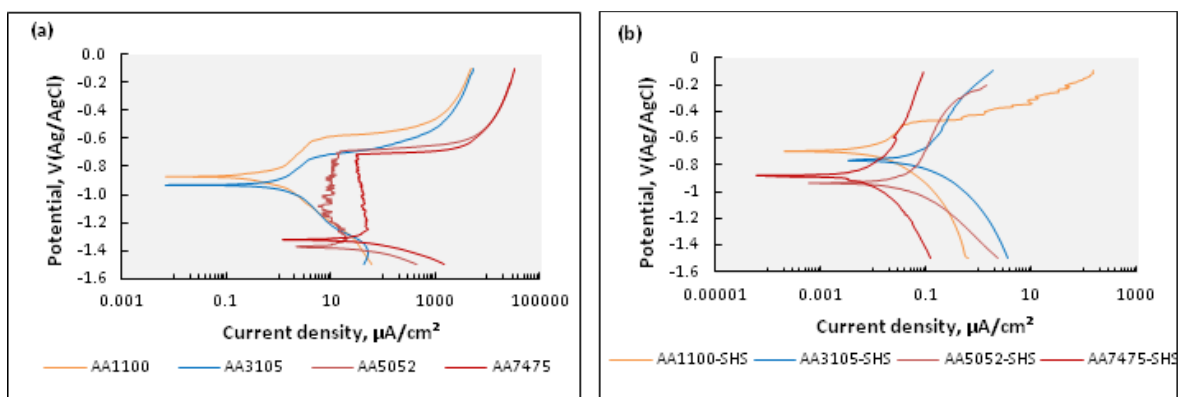 (a)
Potential, V(Ag/AgCl)
0.0
-0.2
-0.4
-0.6
-0.8
-1.0
-1.2
-1.4
-1.6
0.001 0.1 10 1000 100000
Current density, µA/cm²
AA1100 AA3105 AA5052 AA7475
(b)
Potential, V(Ag/AgCl)
0
-0.2
-0.4
-0.6
-0.8
-1
-1.2
-1.4
-1.6
0.00001 0.001 0.1 10 1000
Current density, µA/cm²
AA1100-SHS AA3105-SHS AA5052-SHS AA7475-SHS